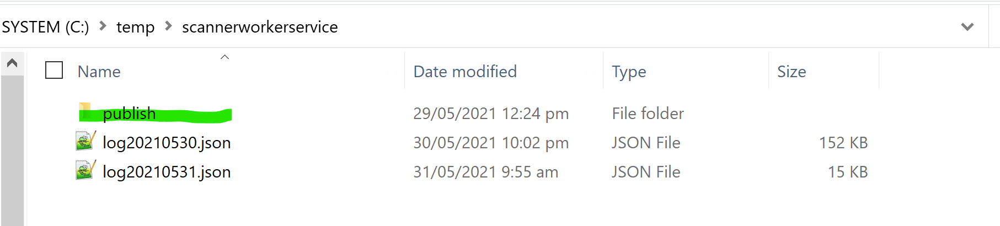 SYSTEM (C:) temp scannerworkerservice
Name Date modified Type Size
publish 29/05/2021 12:24 pm File folder
log20210530.json 30/05/2021 10:02 pm JSON File 152 KB
log20210531.json 31/05/2021 9:55 am JSON File 15 KB